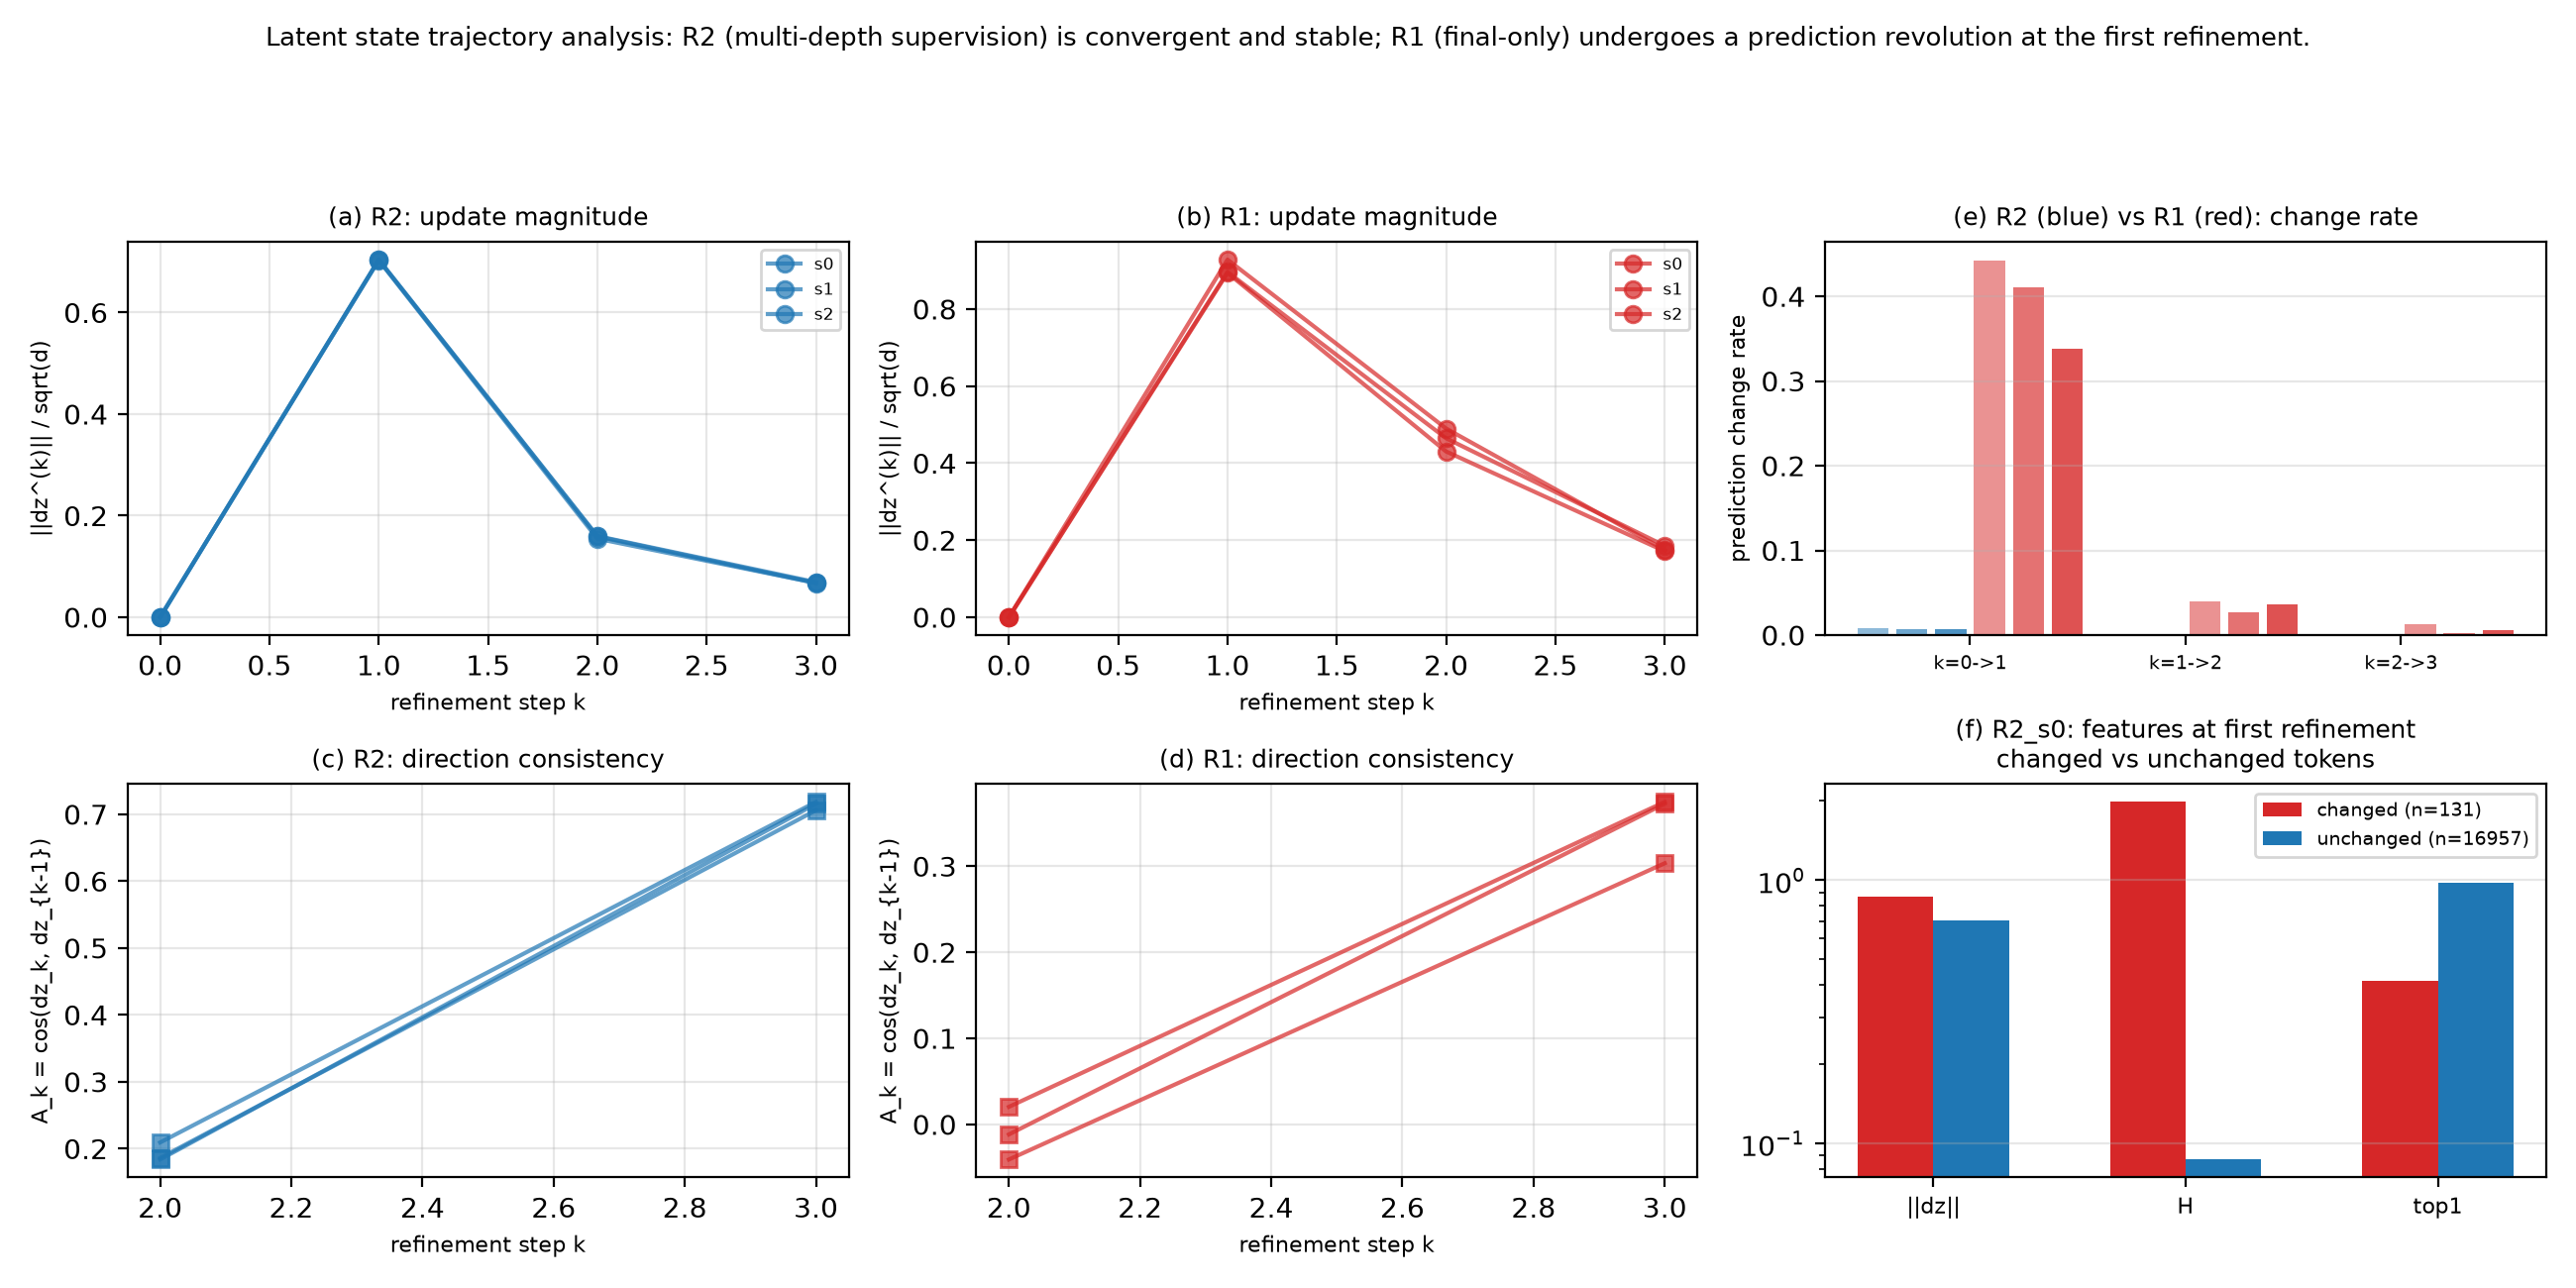 Latent state trajectory analysis: R2 (multi-depth supervision) is convergent and stable; R1 (final-only) undergoes a prediction revolution at the first refinement.
(a) R2: update magnitude
||dz^(k)|| / sqrt(d)
0.6
0.4
0.2
0.0
s0
s1
s2
0.0 0.5 1.0 1.5 2.0 2.5 3.0
refinement step k
(b) R1: update magnitude
||dz^(k)|| / sqrt(d)
0.8
0.6
0.4
0.2
0.0
s0
s1
s2
0.0 0.5 1.0 1.5 2.0 2.5 3.0
refinement step k
(e) R2 (blue) vs R1 (red): change rate
prediction change rate
0.4
0.3
0.2
0.1
0.0
k=0->1 k=1->2 k=2->3
(c) R2: direction consistency
A_k = cos(dz_k, dz_{k-1})
0.7
0.6
0.5
0.4
0.3
0.2
2.0 2.2 2.4 2.6 2.8 3.0
refinement step k
(d) R1: direction consistency
A_k = cos(dz_k, dz_{k-1})
0.3
0.2
0.1
0.0
2.0 2.2 2.4 2.6 2.8 3.0
refinement step k
(f) R2_s0: features at first refinement
changed vs unchanged tokens
changed (n=131)
unchanged (n=16957)
10⁰
10⁻¹
||dz|| H top1